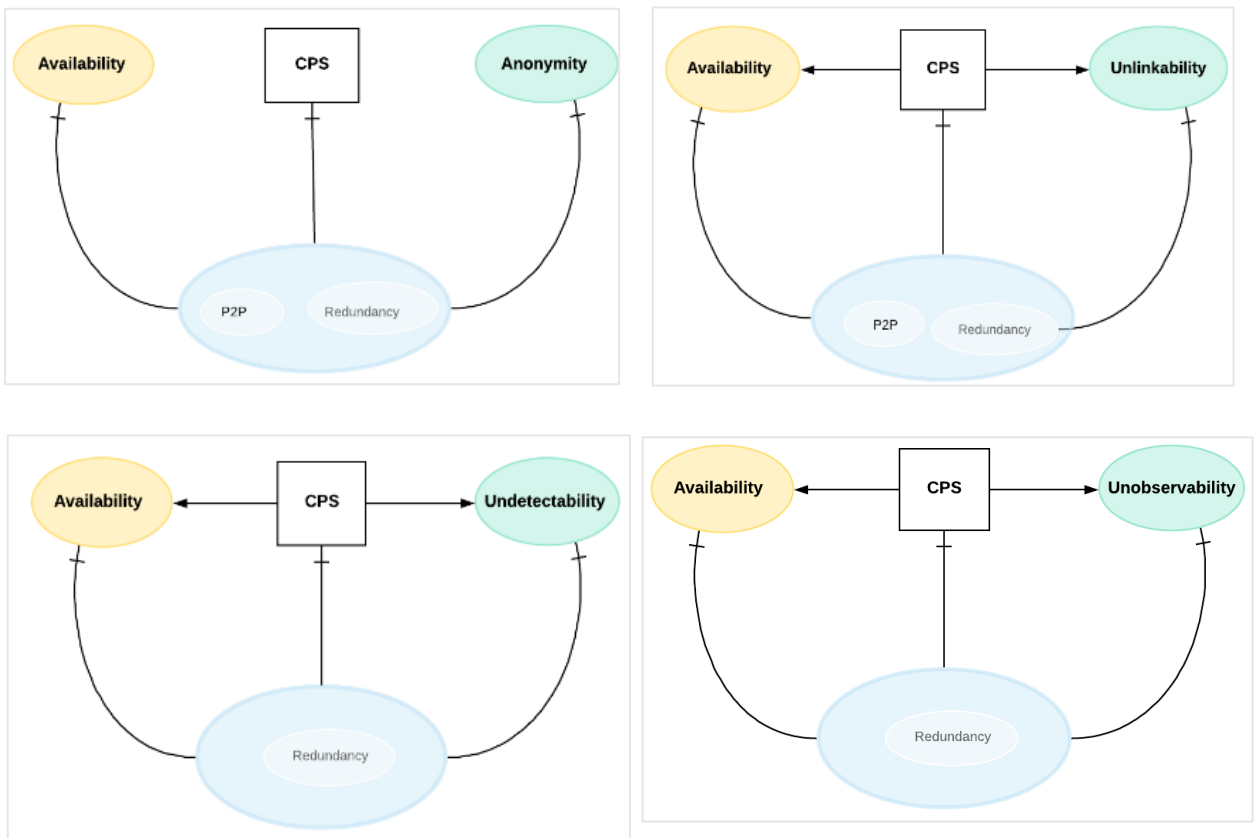 Availability
CPS
Anonymity
P2P
Redundancy
Availability
CPS
Unlinkability
P2P
Redundancy
Availability
CPS
Undetectability
Redundancy
Availability
CPS
Unobservability
Redundancy